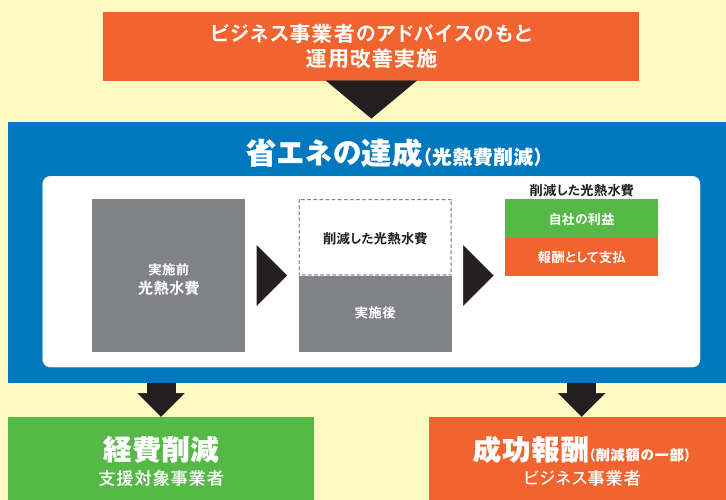 ビジネス事業者のアドバイスのもと
運用改善実施
省エネの達成(光熱費削減)
実施前
光熱水費
削減した光熱水費
実施後
削減した光熱水費
自社の利益
報酬として支払
経費削減
支援対象事業者
成功報酬(削減額の一部)
ビジネス事業者